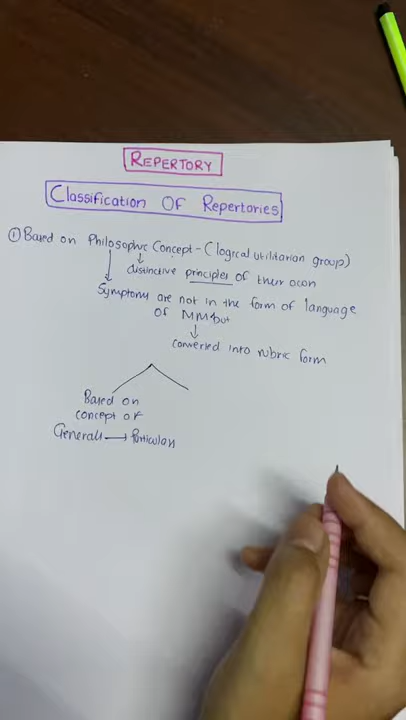 REPERTORY
Classification Of Repertories
① Based on Philosophic Concept - (logical utilitarian group)
↓ distinctive principles of their own
Symptoms are not in the form of language
of MM but
↓
converted into rubric form
Based on
concept of
Generals → Particulars